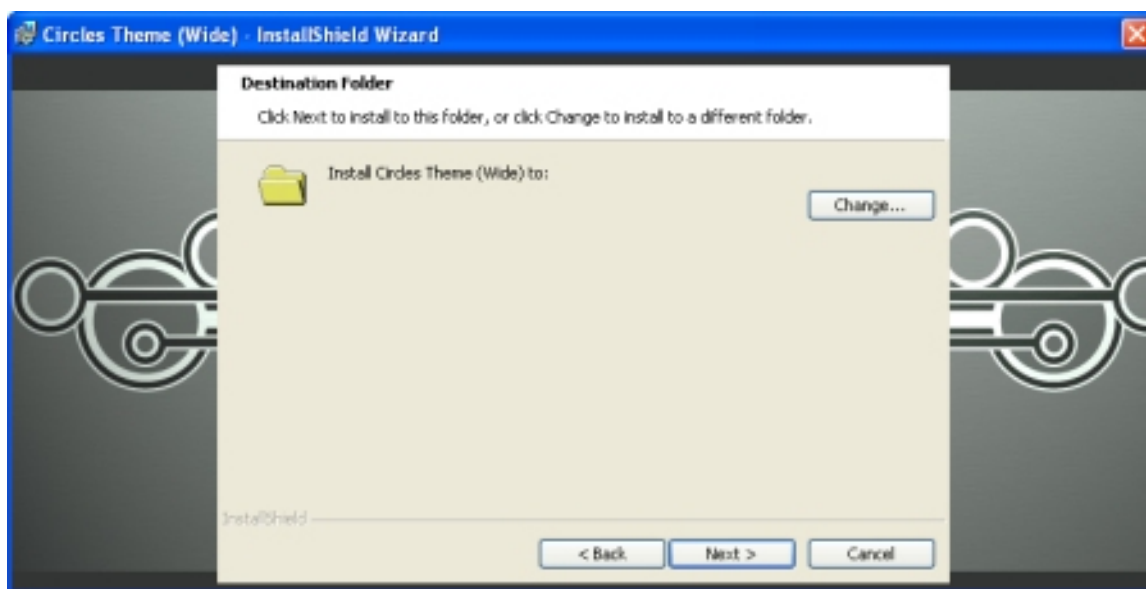 Circles Theme (Wide) - InstallShield Wizard
Destination Folder
Click Next to install to this folder, or click Change to install to a different folder.
Install Circles Theme (Wide) to:
Change...
InstallShield
< Back
Next >
Cancel